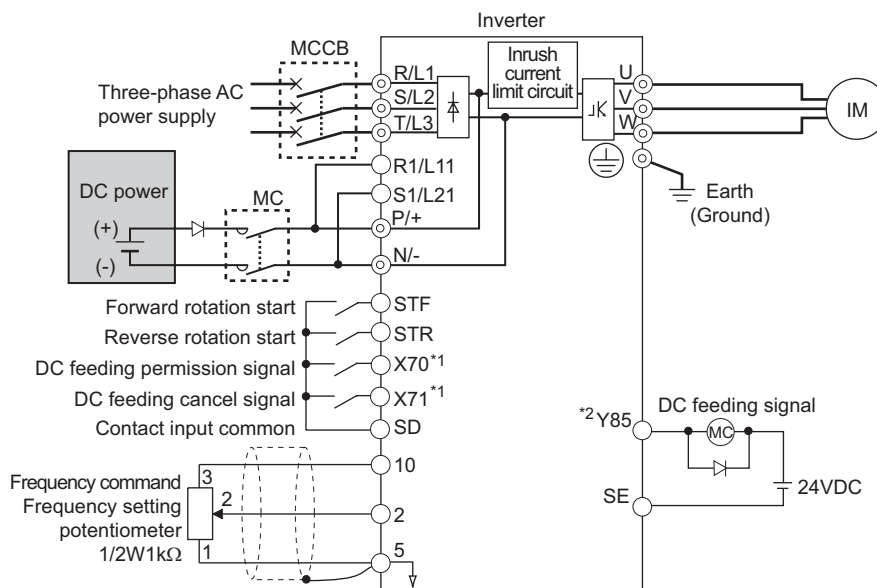 Inverter
MCCB
Three-phase AC
power supply
R/L1
S/L2
T/L3
Inrush
current
limit circuit
U
V
W
IM
R1/L11
S1/L21
DC power
(+)
(-)
MC
P/+
N/-
Earth
(Ground)
Forward rotation start
STF
Reverse rotation start
STR
DC feeding permission signal
X70*1
DC feeding cancel signal
X71*1
Contact input common
SD
*2Y85
DC feeding signal
MC
24VDC
SE
Frequency command
Frequency setting
potentiometer
1/2W1kΩ
3
2
1
10
2
5